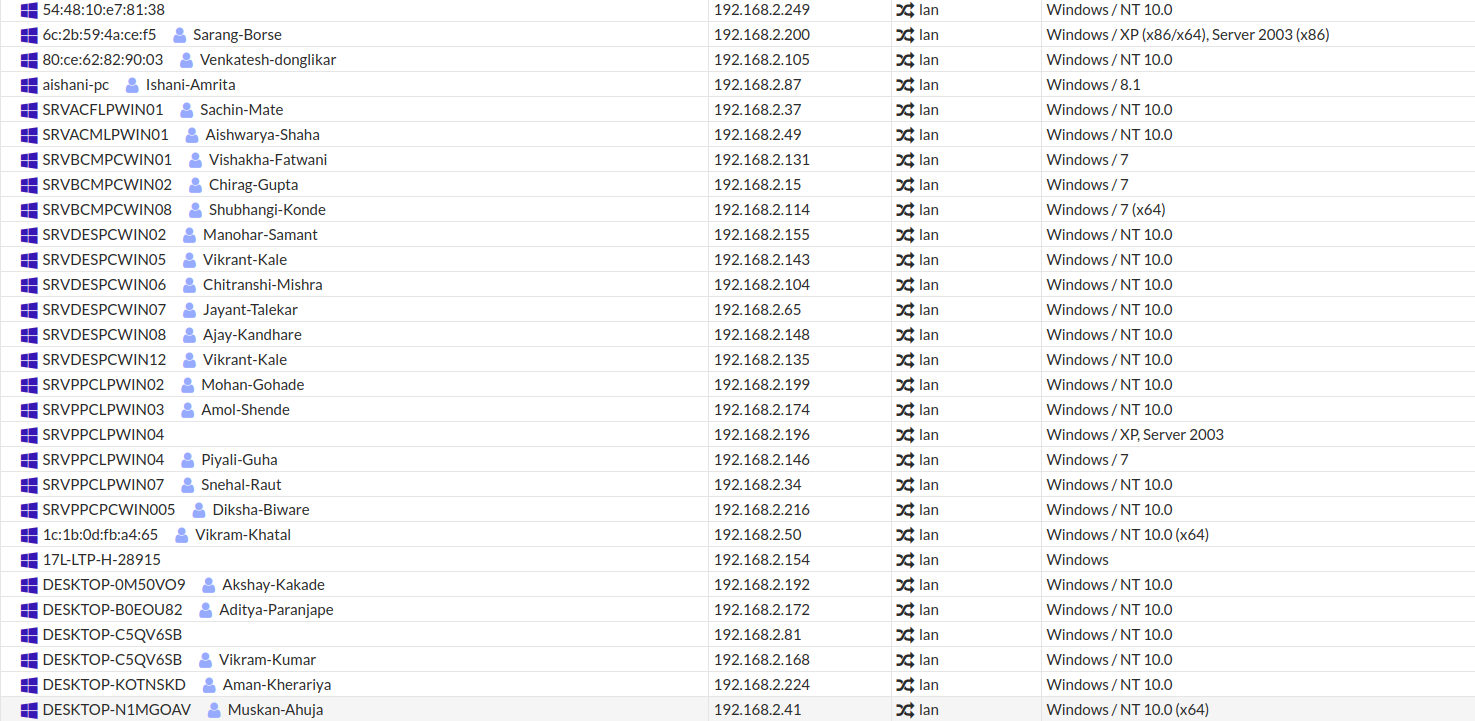 54:48:10:e7:81:38 192.168.2.249 lan Windows / NT 10.0
6c:2b:59:4a:ce:f5 Sarang-Borse 192.168.2.200 lan Windows / XP (x86/x64), Server 2003 (x86)
80:ce:62:82:90:03 Venkatesh-donglikar 192.168.2.105 lan Windows / NT 10.0
aishani-pc Ishani-Amrita 192.168.2.87 lan Windows / 8.1
SRVACFLPWIN01 Sachin-Mate 192.168.2.37 lan Windows / NT 10.0
SRVACMLPWIN01 Aishwarya-Shaha 192.168.2.49 lan Windows / NT 10.0
SRVBCMPCWIN01 Vishakha-Fatwani 192.168.2.131 lan Windows / 7
SRVBCMPCWIN02 Chirag-Gupta 192.168.2.15 lan Windows / 7
SRVBCMPCWIN08 Shubhangi-Konde 192.168.2.114 lan Windows / 7 (x64)
SRVDESPCWIN02 Manohar-Samant 192.168.2.155 lan Windows / NT 10.0
SRVDESPCWIN05 Vikrant-Kale 192.168.2.143 lan Windows / NT 10.0
SRVDESPCWIN06 Chitranshi-Mishra 192.168.2.104 lan Windows / NT 10.0
SRVDESPCWIN07 Jayant-Talekar 192.168.2.65 lan Windows / NT 10.0
SRVDESPCWIN08 Ajay-Kandhare 192.168.2.148 lan Windows / NT 10.0
SRVDESPCWIN12 Vikrant-Kale 192.168.2.135 lan Windows / NT 10.0
SRVPPCLPWIN02 Mohan-Gohade 192.168.2.199 lan Windows / NT 10.0
SRVPPCLPWIN03 Amol-Shende 192.168.2.174 lan Windows / NT 10.0
SRVPPCLPWIN04 192.168.2.196 lan Windows / XP, Server 2003
SRVPPCLPWIN04 Piyali-Guha 192.168.2.146 lan Windows / 7
SRVPPCLPWIN07 Snehal-Raut 192.168.2.34 lan Windows / NT 10.0
SRVPPCPCWIN005 Diksha-Biware 192.168.2.216 lan Windows / NT 10.0
1c:1b:0d:fb:a4:65 Vikram-Khatal 192.168.2.50 lan Windows / NT 10.0 (x64)
17L-LTP-H-28915 192.168.2.154 lan Windows
DESKTOP-0M50VO9 Akshay-Kakade 192.168.2.192 lan Windows / NT 10.0
DESKTOP-B0EOU82 Aditya-Paranjape 192.168.2.172 lan Windows / NT 10.0
DESKTOP-C5QV6SB 192.168.2.81 lan Windows / NT 10.0
DESKTOP-C5QV6SB Vikram-Kumar 192.168.2.168 lan Windows / NT 10.0
DESKTOP-KOTNSKD Aman-Kherariya 192.168.2.224 lan Windows / NT 10.0
DESKTOP-N1MGOAV Muskan-Ahuja 192.168.2.41 lan Windows / NT 10.0 (x64)